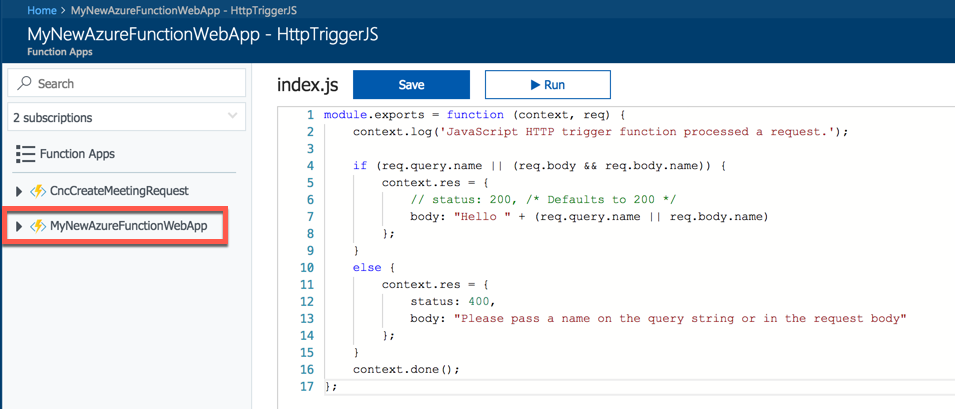 Home > MyNewAzureFunctionWebApp - HttpTriggerJS
MyNewAzureFunctionWebApp - HttpTriggerJS
Function Apps
Search
2 subscriptions
Function Apps
CncCreateMeetingRequest
MyNewAzureFunctionWebApp
index.js Save Run
1 module.exports = function (context, req) {
2     context.log('JavaScript HTTP trigger function processed a request.');
3
4     if (req.query.name || (req.body && req.body.name)) {
5         context.res = {
6             // status: 200, /* Defaults to 200 */
7             body: "Hello " + (req.query.name || req.body.name)
8         };
9     }
10     else {
11         context.res = {
12             status: 400,
13             body: "Please pass a name on the query string or in the request body"
14         };
15     }
16     context.done();
17 };